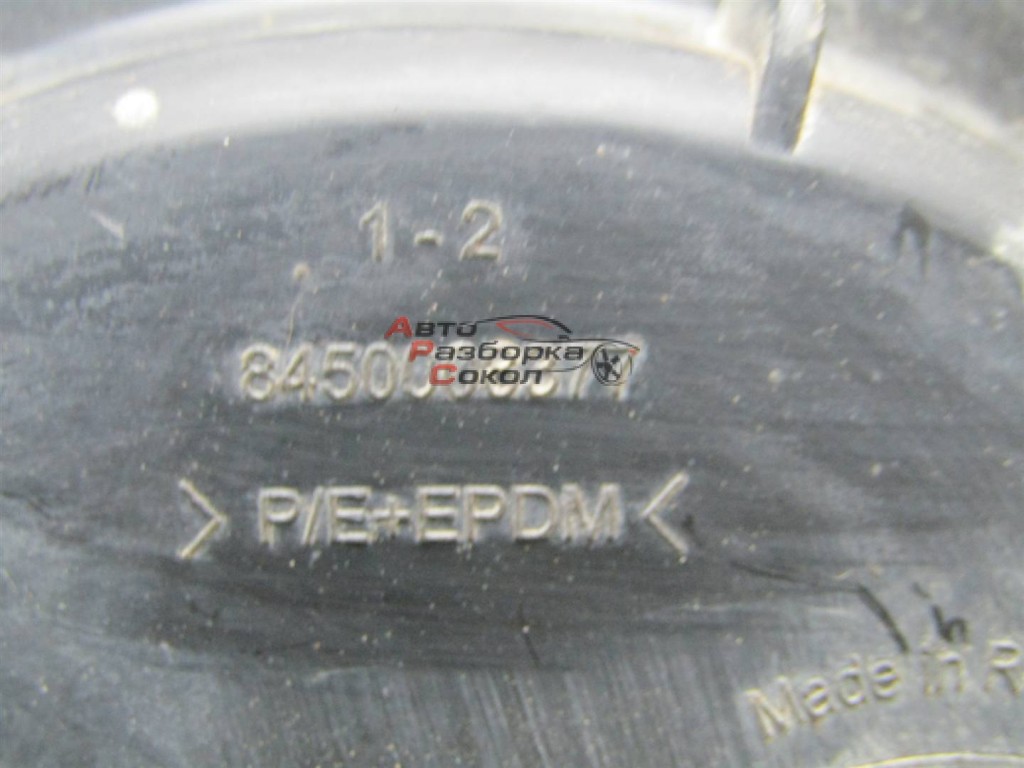 1-2
Авто
Разборка
Сокол
>P/E+EPDM<
Made in R